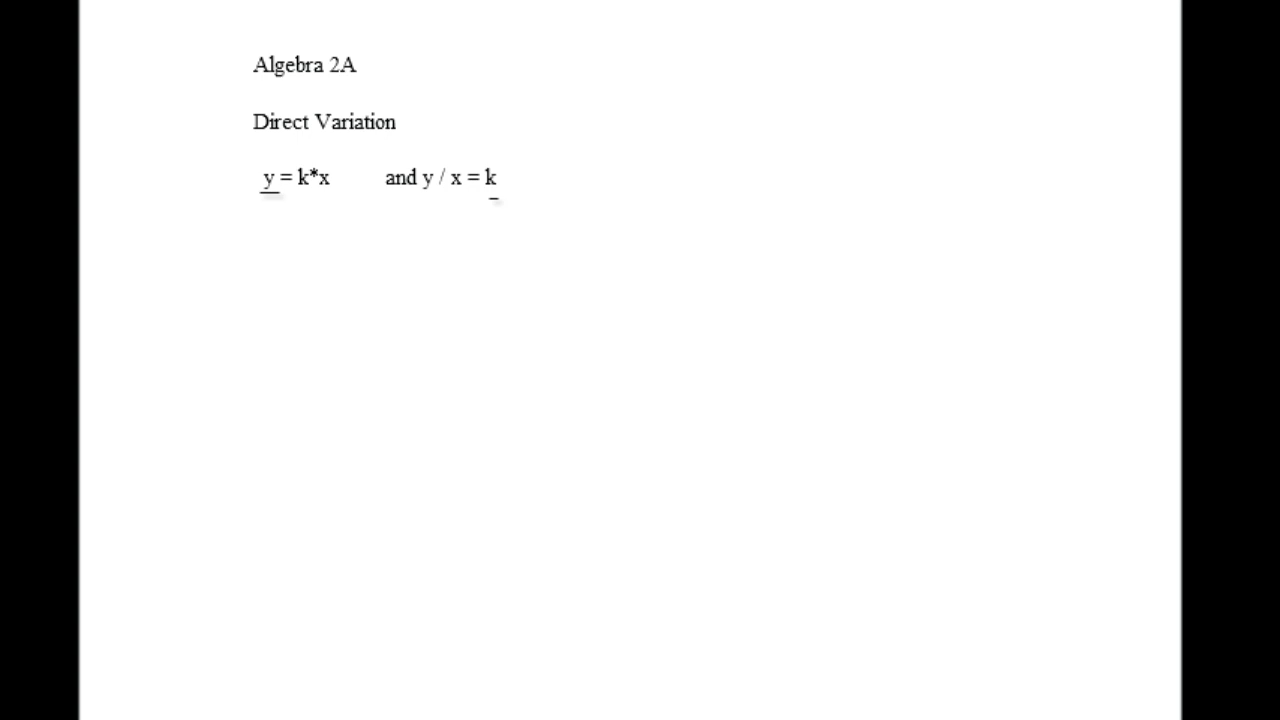 Algebra 2A
Direct Variation
y = k*x and y / x = k